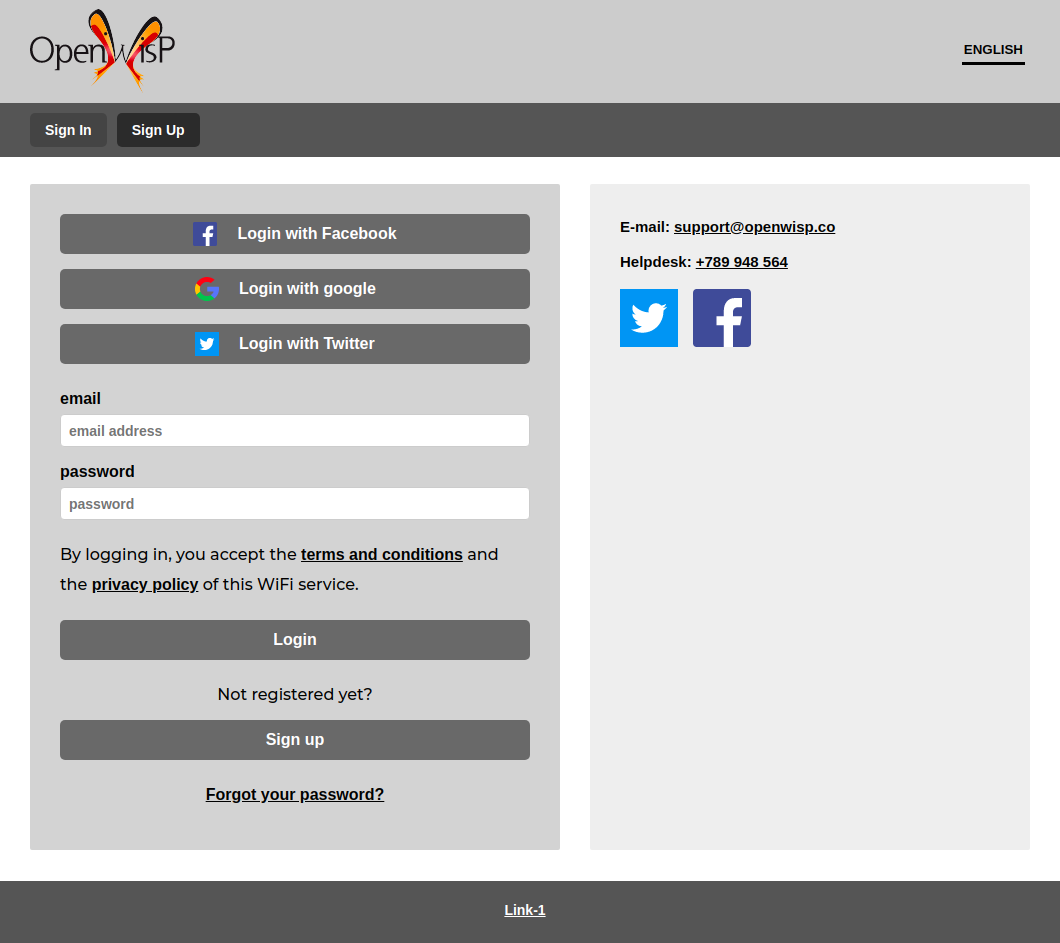 OpenWisP
ENGLISH
Sign In
Sign Up
Login with Facebook
Login with google
Login with Twitter
email
email address
password
password
By logging in, you accept the terms and conditions and
the privacy policy of this WiFi service.
Login
Not registered yet?
Sign up
Forgot your password?
E-mail: support@openwisp.co
Helpdesk: +789 948 564
Link-1